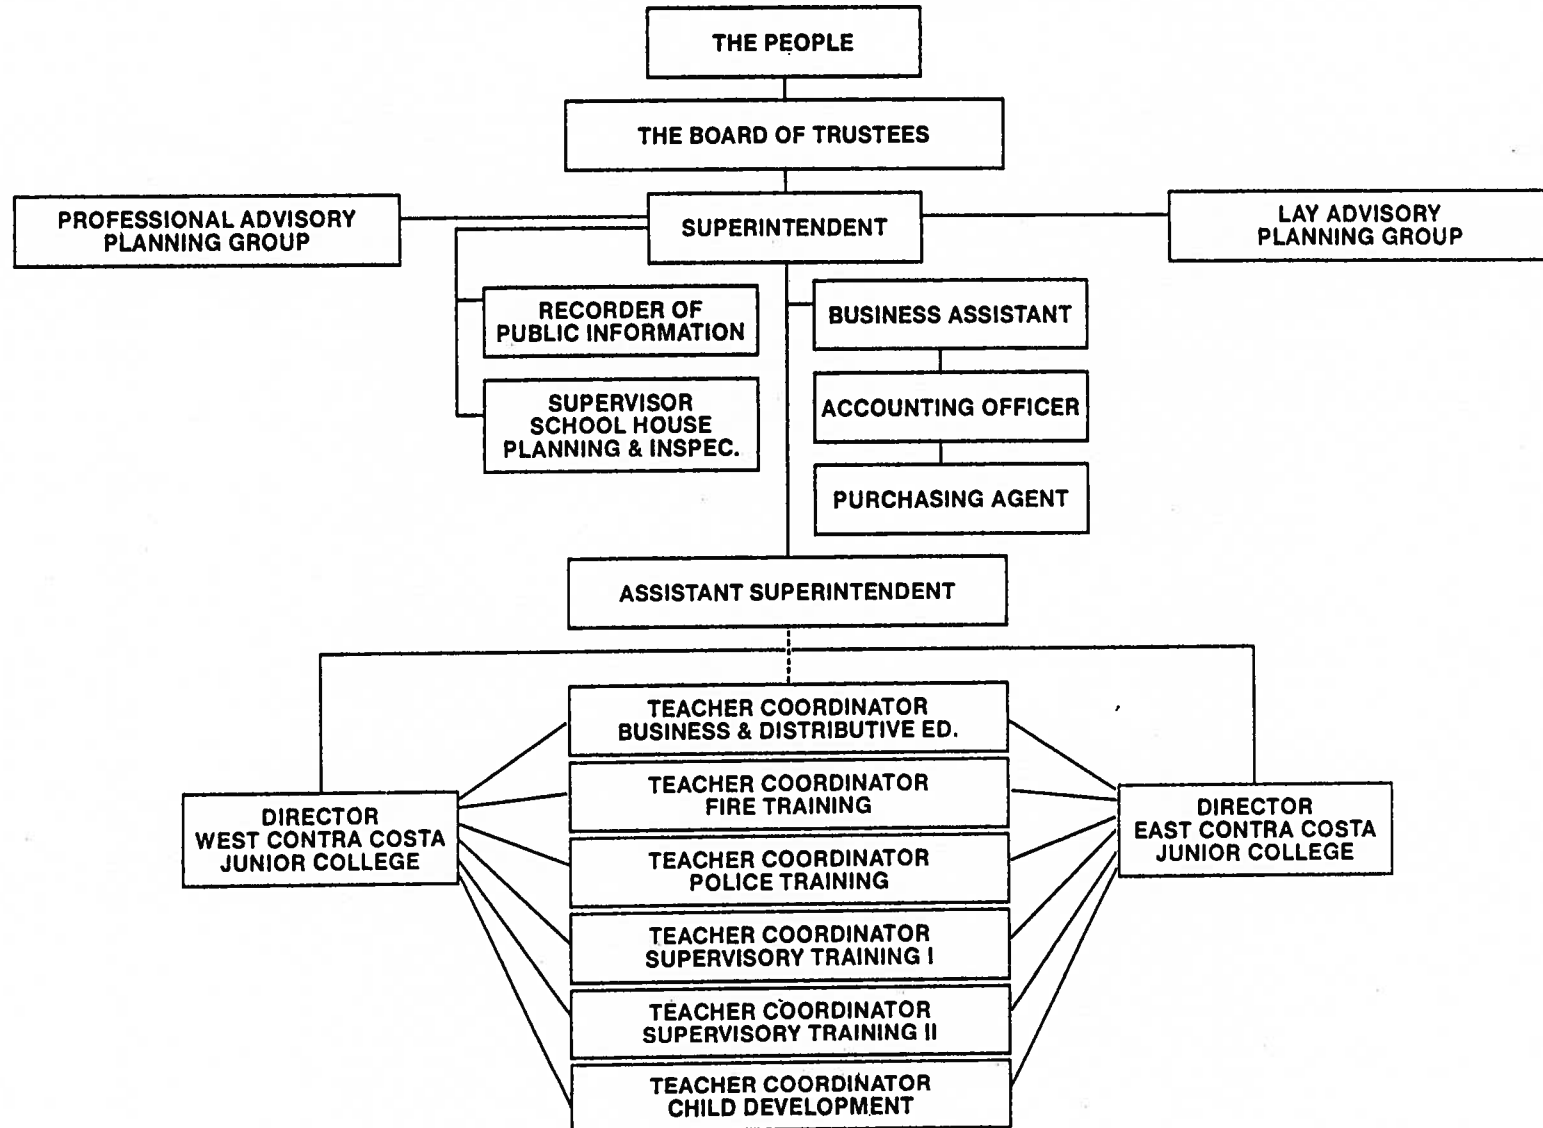 THE PEOPLE
THE BOARD OF TRUSTEES
PROFESSIONAL ADVISORY
PLANNING GROUP
SUPERINTENDENT
LAY ADVISORY
PLANNING GROUP
RECORDER OF
PUBLIC INFORMATION
BUSINESS ASSISTANT
SUPERVISOR
SCHOOL HOUSE
PLANNING & INSPEC.
ACCOUNTING OFFICER
PURCHASING AGENT
ASSISTANT SUPERINTENDENT
TEACHER COORDINATOR
BUSINESS & DISTRIBUTIVE ED.
TEACHER COORDINATOR
FIRE TRAINING
DIRECTOR
WEST CONTRA COSTA
JUNIOR COLLEGE
DIRECTOR
EAST CONTRA COSTA
JUNIOR COLLEGE
TEACHER COORDINATOR
POLICE TRAINING
TEACHER COORDINATOR
SUPERVISORY TRAINING I
TEACHER COORDINATOR
SUPERVISORY TRAINING II
TEACHER COORDINATOR
CHILD DEVELOPMENT